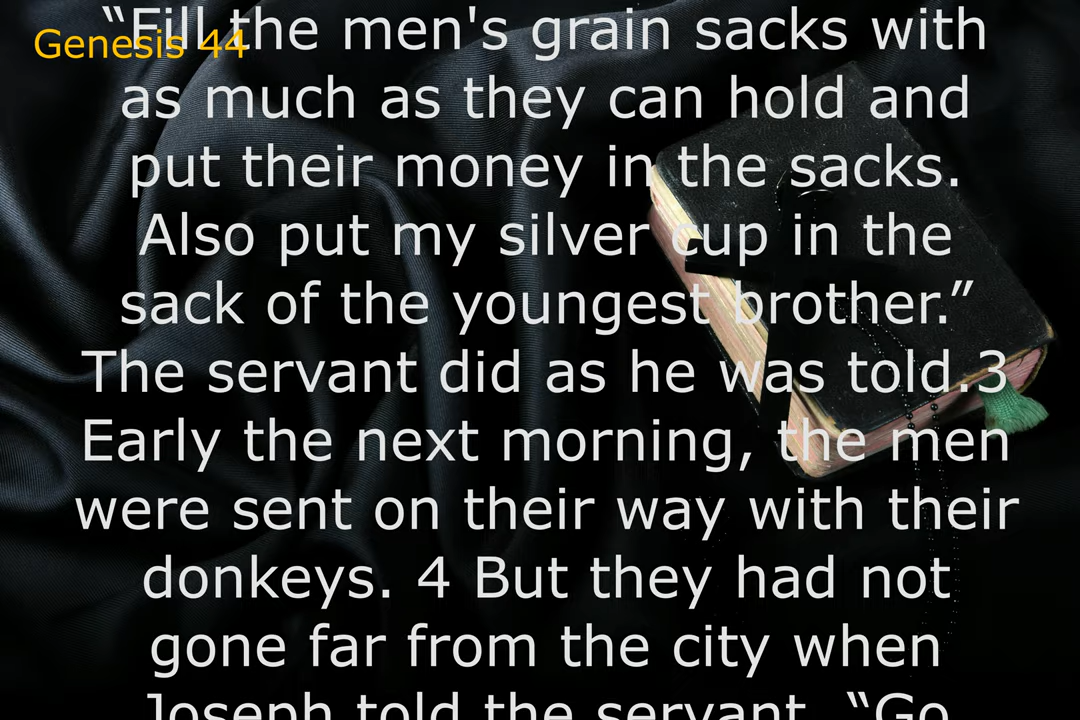 Genesis 44
“Fill the men's grain sacks with
as much as they can hold and
put their money in the sacks.
Also put my silver cup in the
sack of the youngest brother.”
The servant did as he was told.3
Early the next morning, the men
were sent on their way with their
donkeys. 4 But they had not
gone far from the city when
Joseph told the servant, “Go